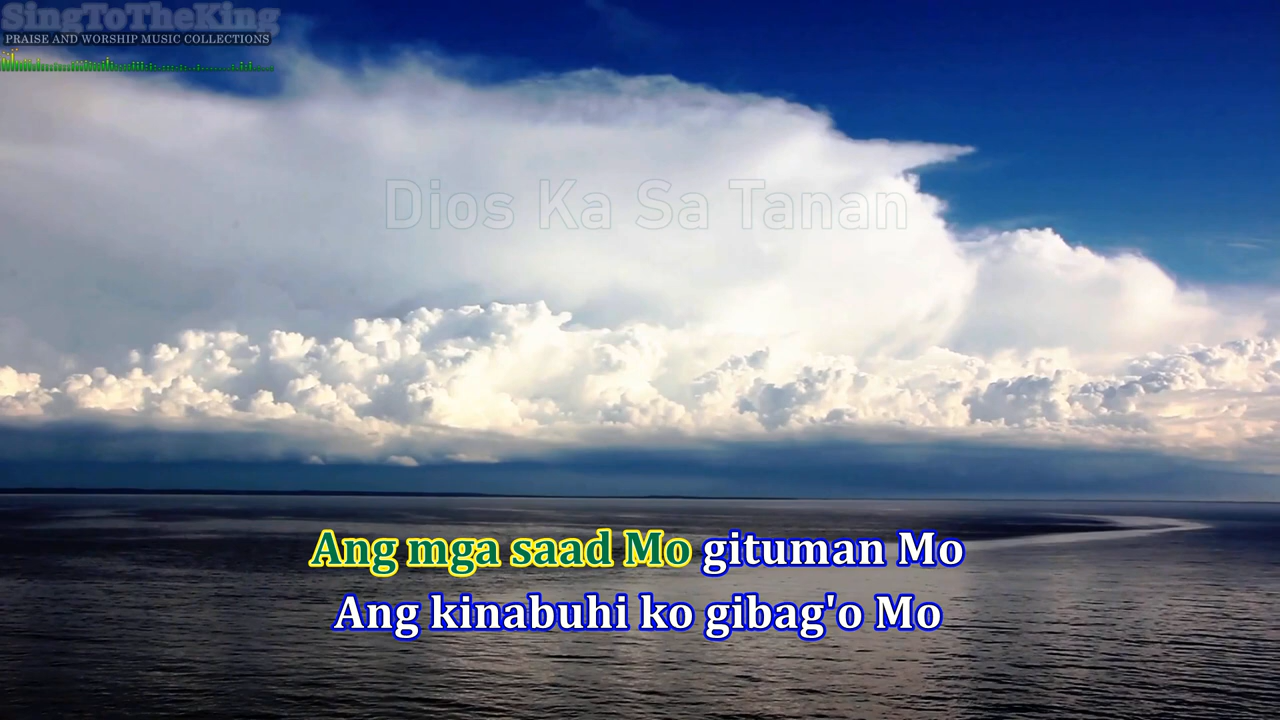 SingToTheKing
PRAISE AND WORSHIP MUSIC COLLECTIONS
Dios Ka Sa Tanan
Ang mga saad Mo gituman Mo
Ang kinabuhi ko gibag'o Mo